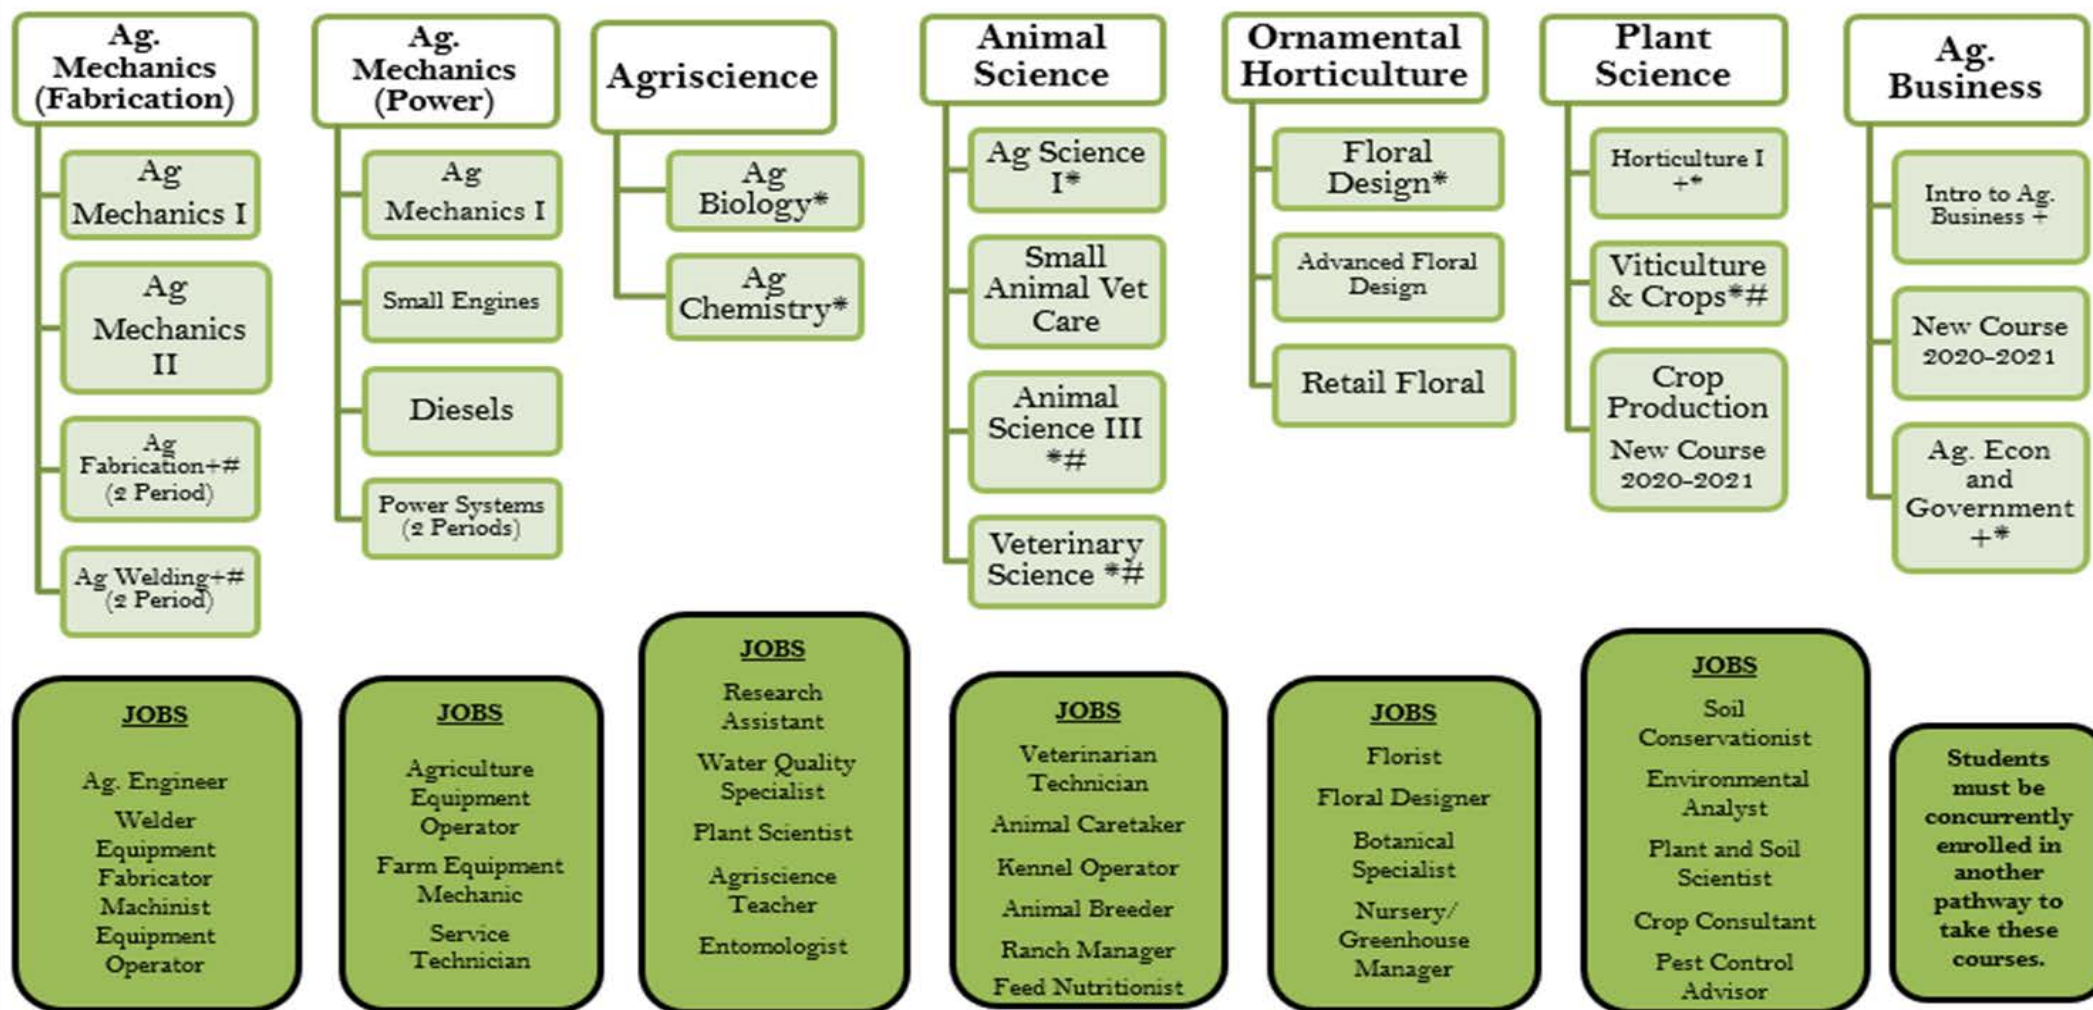 Ag.
Mechanics
(Fabrication)
Ag
Mechanics I
Ag
Mechanics
II
Ag
Fabrication+#
(2 Period)
Ag Welding+#
(2 Period)
Ag.
Mechanics
(Power)
Ag
Mechanics I
Small Engines
Diesels
Power Systems
(2 Periods)
Agriscience
Ag
Biology*
Ag
Chemistry*
Animal
Science
Ag Science
I*
Small
Animal Vet
Care
Animal
Science III
*#
Veterinary
Science *#
Ornamental
Horticulture
Floral
Design*
Advanced Floral
Design
Retail Floral
Plant
Science
Horticulture I
+*
Viticulture
& Crops*#
Crop
Production
New Course
2020-2021
Ag.
Business
Intro to Ag.
Business +
New Course
2020-2021
Ag. Econ
and
Government
+*
JOBS
Ag. Engineer
Welder
Equipment
Fabricator
Machinist
Equipment
Operator
JOBS
Agriculture
Equipment
Operator
Farm Equipment
Mechanic
Service
Technician
JOBS
Research
Assistant
Water Quality
Specialist
Plant Scientist
Agriscience
Teacher
Entomologist
JOBS
Veterinarian
Technician
Animal Caretaker
Kennel Operator
Animal Breeder
Ranch Manager
Feed Nutritionist
JOBS
Florist
Floral Designer
Botanical
Specialist
Nursery/
Greenhouse
Manager
JOBS
Soil
Conservationist
Environmental
Analyst
Plant and Soil
Scientist
Crop Consultant
Pest Control
Advisor
Students
must be
concurrently
enrolled in
another
pathway to
take these
courses.